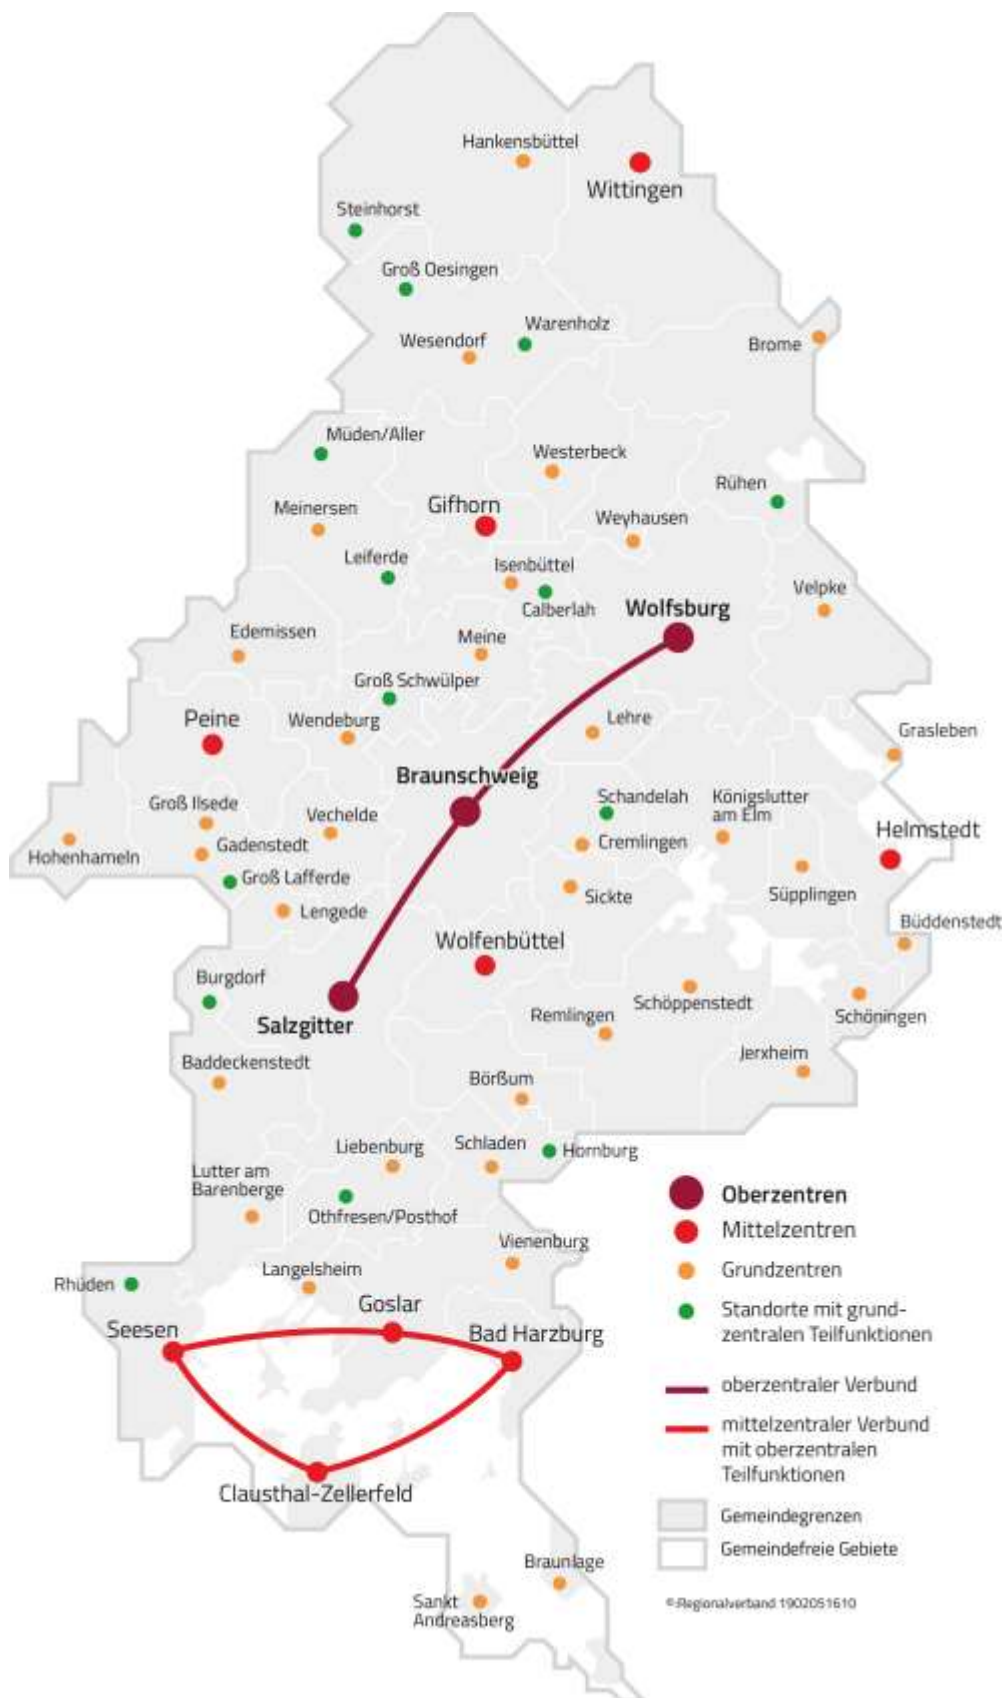 Hankensbüttel
Wittingen
Steinhorst
Groß Oesingen
Warenholz
Wesendorf
Brome
Müden/Aller
Westerbeck
Rühen
Meinersen
Gifhorn
Weyhausen
Leiferde
Isenbüttel
Calberlah
Wolfsburg
Velpke
Edemissen
Meine
Groß Schwülper
Peine
Wendeburg
Lehre
Grasleben
Braunschweig
Groß Ilsede
Vechelde
Schandelah
Königslutter
am Elm
Helmstedt
Hohenhameln
Gadenstedt
Cremlingen
Groß Lafferde
Sickte
Süpplingen
Lengede
Büddenstedt
Wolfenbüttel
Burgdorf
Schöppenstedt
Salzgitter
Remlingen
Schöningen
Baddeckenstedt
Jerxheim
Börßum
Liebenburg
Schladen
Hornburg
Lutter am
Barenberge
Othfresen/Posthof
Vienenburg
Langelsheim
Rhüden
Goslar
Seesen
Bad Harzburg
Clausthal-Zellerfeld
Braunlage
Sankt
Andreasberg
Oberzentren
Mittelzentren
Grundzentren
Standorte mit grund-
zentralen Teilfunktionen
oberzentraler Verbund
mittelzentraler Verbund
mit oberzentralen
Teilfunktionen
Gemeindegrenzen
Gemeindefreie Gebiete
©-Regionalverband 1902051610